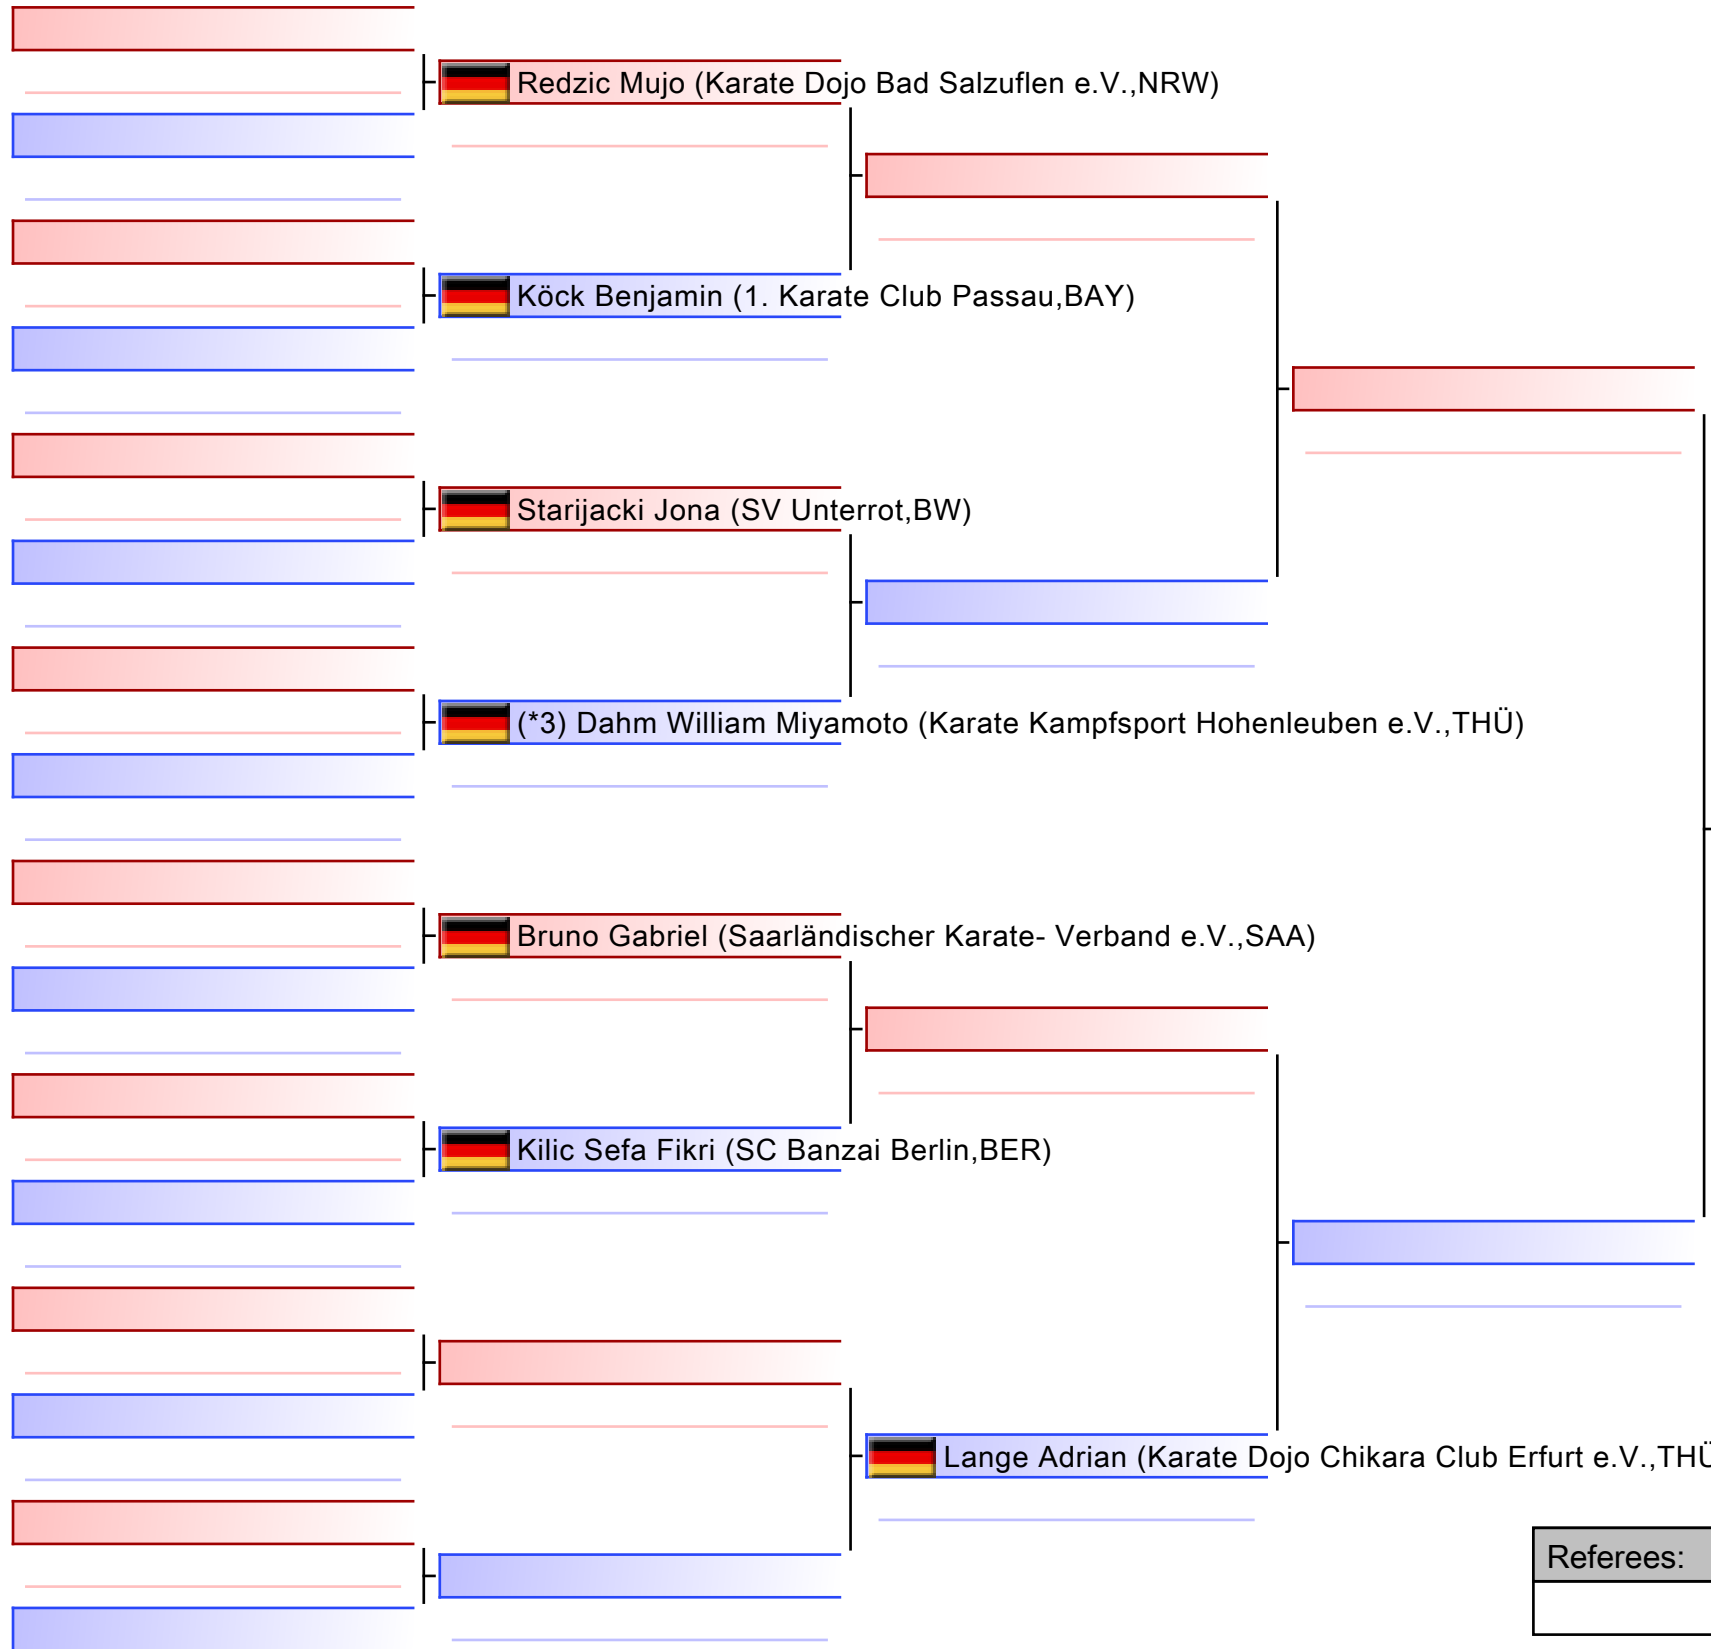 Redzic Mujo (Karate Dojo Bad Salzuflen e.V.,NRW)
Köck Benjamin (1. Karate Club Passau,BAY)
Starijacki Jona (SV Unterrot,BW)
(*3) Dahm William Miyamoto (Karate Kampfsport Hohenleuben e.V.,THÜ)
Bruno Gabriel (Saarländischer Karate- Verband e.V.,SAA)
Kilic Sefa Fikri (SC Banzai Berlin,BER)
Lange Adrian (Karate Dojo Chikara Club Erfurt e.V.,THÜ
Referees: